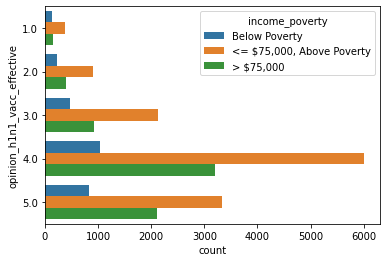 income_poverty
Below Poverty
<= $75,000, Above Poverty
> $75,000
opinion_h1n1_vacc_effective
1.0
2.0
3.0
4.0
5.0
0 1000 2000 3000 4000 5000 6000
count